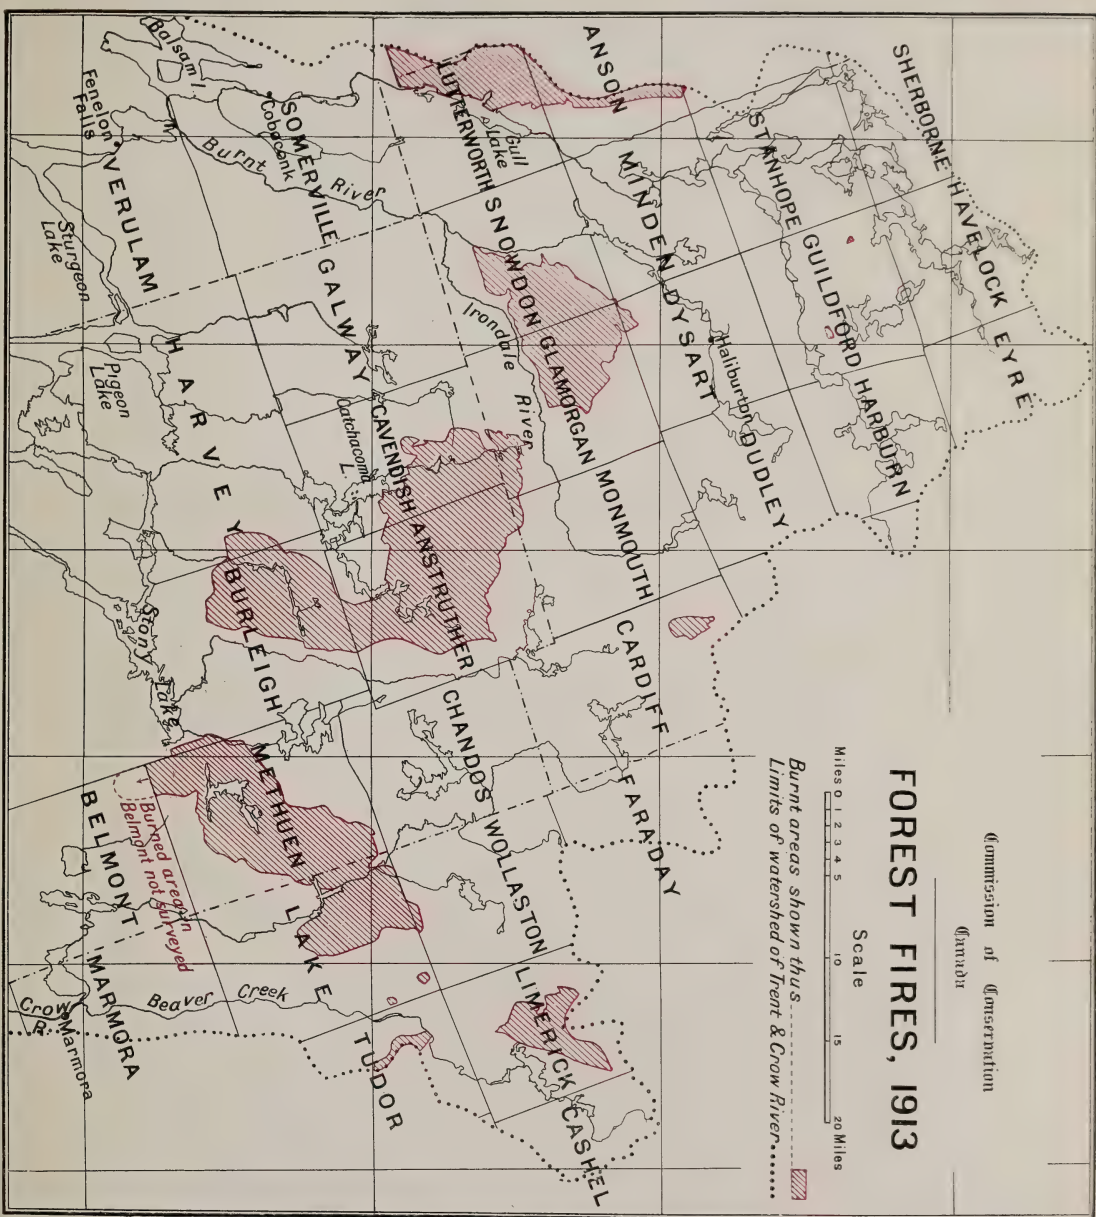 Commission of Conservation
Canada
FOREST FIRES, 1913
Scale
Miles 0 1 2 3 4 5 10 15 20 Miles
Burnt areas shown thus
Limits of watershed of Trent & Crow River
SHERBORNE
HAVELOCK
EYRE
STANHOPE
GUILDFORD
HARBURN
ANSON
MINDEN
DYSART
Haliburton
DUDLEY
LUTTERWORTH
Gull
Lake
SNOWDON
GLAMORGAN
MONMOUTH
CARDIFF
FARADAY
Irondale River
Balsam L.
SOMERVILLE
Coboconk
Burnt River
GALWAY
CAVENDISH
Catchacoma
L.
ANSTRUTHER
CHANDOS
WOLLASTON
LIMERICK
CASHEL
Fenelon
Falls
VERULAM
Sturgeon
Lake
HARVEY
Pigeon
Lake
BURLEIGH
Stony Lake
METHUEN
LAKE
TUDOR
Burned area in
Belmont not surveyed
BELMONT
MARMORA
Beaver Creek
Crow
R.
Marmora